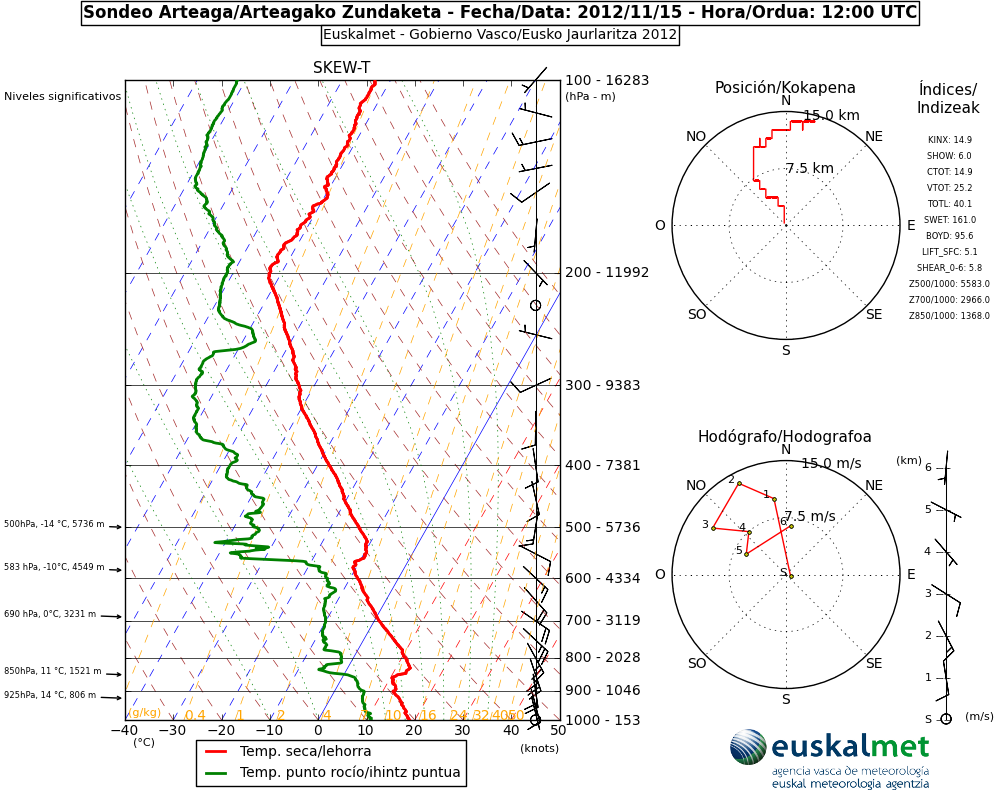 Sondeo Arteaga/Arteagako Zundaketa - Fecha/Data: 2012/11/15 - Hora/Ordua: 12:00 UTC
Euskalmet - Gobierno Vasco/Eusko Jaurlaritza 2012
SKEW-T
Niveles significativos
100 - 16283
(hPa - m)
200 - 11992
300 - 9383
400 - 7381
500 - 5736
600 - 4334
700 - 3119
800 - 2028
900 - 1046
1000 - 153
500hPa, -14 °C, 5736 m
583 hPa, -10°C, 4549 m
690 hPa, 0°C, 3231 m
850hPa, 11 °C, 1521 m
925hPa, 14 °C, 806 m
(g/kg) 0.4 1 2 4 10 16 24 32 40 50
−40 −30 −20 −10 0 10 20 30 40 50
(°C) (knots)
Temp. seca/lehorra
Temp. punto rocío/ihintz puntua
Posición/Kokapena
N
15.0 km
NO NE
7.5 km
O E
SO SE
S
Índices/
Indizeak
KINX: 14.9
SHOW: 6.0
CTOT: 14.9
VTOT: 25.2
TOTL: 40.1
SWET: 161.0
BOYD: 95.6
LIFT_SFC: 5.1
SHEAR_0-6: 5.8
Z500/1000: 5583.0
Z700/1000: 2966.0
Z850/1000: 1368.0
Hodógrafo/Hodografoa
N
15.0 m/s
NO NE
2
1
7.5 m/s
3 4 6
5
O S E
SO SE
S
(km)
6
5
4
3
2
1
S (m/s)
euskalmet
agencia vasca de meteorología
euskal meteorologia agentzia